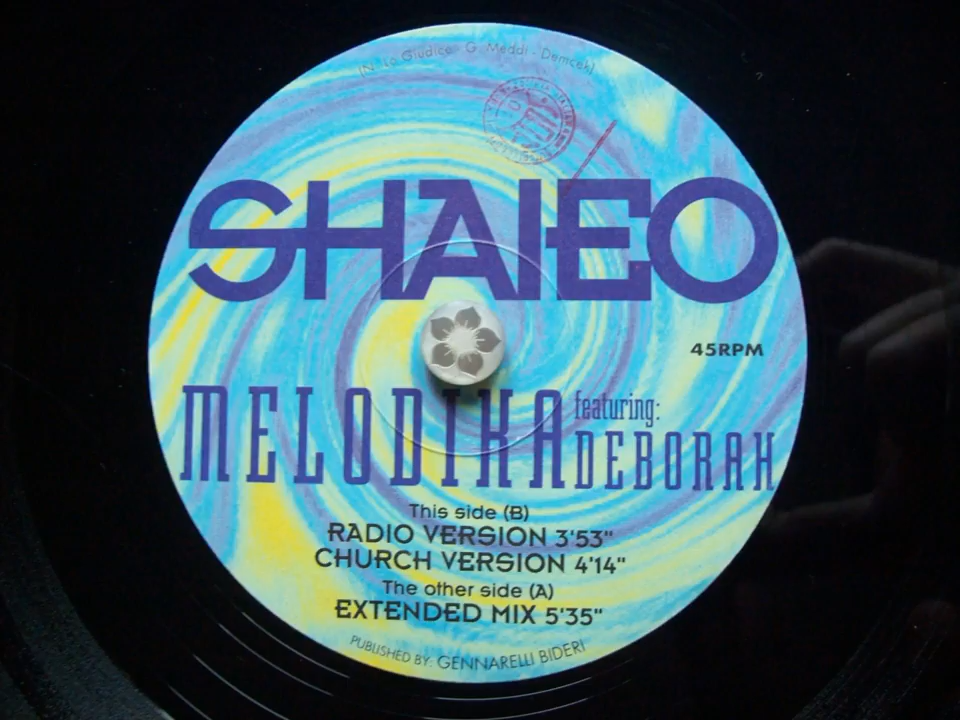 (N. Lo Giudice - G. Meddi - Demceh)
SHAIEO
45RPM
MELODIKA featuring: DEBORAH
This side (B)
RADIO VERSION 3'53"
CHURCH VERSION 4'14"
The other side (A)
EXTENDED MIX 5'35"
PUBLISHED BY: GENNARELLI BIDERI